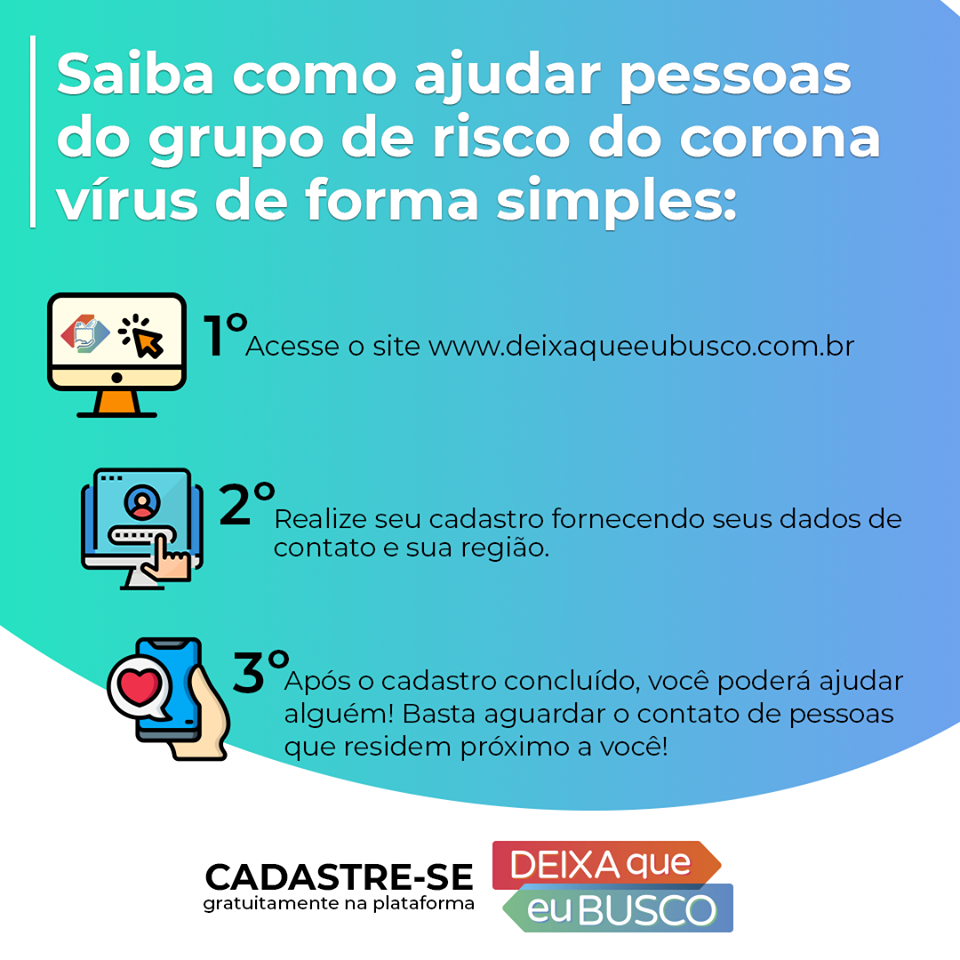 Saiba como ajudar pessoas
do grupo de risco do corona
vírus de forma simples:
1º Acesse o site www.deixaqueeubusco.com.br
2º Realize seu cadastro fornecendo seus dados de
contato e sua região.
3º Após o cadastro concluído, você poderá ajudar
alguém! Basta aguardar o contato de pessoas
que residem próximo a você!
CADASTRE-SE
gratuitamente na plataforma
DEIXA que
eu BUSCO